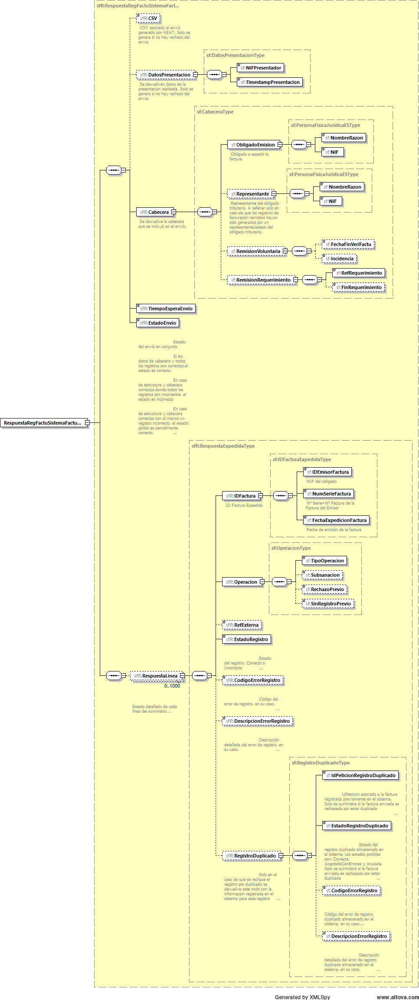 sfR:RespuestaRegFactuSistemaFact...
sfR:CSV
CSV asociado al envío
generado por AEAT. Solo se
genera si no hay rechazo del
envio
sf:DatosPresentacionType
sfR:DatosPresentacion
sf:NIFPresentador
sf:TimestampPresentacion
Se devuelven datos de la
presentacion realizada. Solo se
genera si no hay rechazo del
envio
sf:CabeceraType
sf:PersonaFisicaJuridicaESType
sf:ObligadoEmision
sf:NombreRazon
sf:NIF
Obligado a expedir la
factura.
sf:PersonaFisicaJuridicaESType
sf:Representante
sf:NombreRazon
sf:NIF
Representante del obligado
tributario. A rellenar solo en
caso de que los registros de
facturación remitdos hayan
sido generados por un
representante/asesor del
obligado tributario.
sfR:Cabecera
Se devuelve la cabecera
que se incluyó en el envío.
sf:RemisionVoluntaria
sf:FechaFinVeriFactu
sf:Incidencia
sf:RemisionRequerimiento
sf:RefRequerimiento
sf:FinRequerimiento
sfR:TiempoEsperaEnvio
sfR:EstadoEnvio
Estado
del envío en conjunto.
Si los
datos de cabecera y todos
los registros son correctos,el
estado es correcto.
En caso
de estructura y cabecera
correctos donde todos los
registros son incorrectos, el
estado es incorrecto
En caso
de estructura y cabecera
correctos con al menos un
registro incorrecto, el estado
global es parcialmente
correcto. ...
RespuestaRegFactuSistemaFactu...
sfR:RespuestaExpedidaType
sf:IDFacturaExpedidaType
sfR:IDFactura
ID Factura Expedida
sf:IDEmisorFactura
NIF del obligado
sf:NumSerieFactura
Nº Serie+Nº Factura de la
Factura del Emisor
sf:FechaExpedicionFactura
Fecha de emisión de la factura
sf:OperacionType
sfR:Operacion
sf:TipoOperacion
sf:Subsanacion
sf:RechazoPrevio
sf:SinRegistroPrevio
sfR:RefExterna
sfR:EstadoRegistro
Estado
del registro. Correcto o
Incorrecto ...
sfR:RespuestaLinea
0..1000
Estado detallado de cada
línea del suministro....
sfR:CodigoErrorRegistro
Código del
error de registro, en su caso.
...
sfR:DescripcionErrorRegistro
Descripción
detallada del error de registro, en
su caso. ...
sf:RegistroDuplicadoType
sf:IdPeticionRegistroDuplicado
IdPeticion asociado a la factura
registrada previamente en el sistema.
Solo se suministra si la factura enviada es
rechazada por estar duplicada
...
sf:EstadoRegistroDuplicado
Estado del
registro duplicado almacenado en
el sistema. Los estados posibles
son: Correcta,
AceptadaConErrores y Anulada.
Solo se suministra si la factura
enviada es rechazada por estar
duplicada ...
sfR:RegistroDuplicado
Solo en el
caso de que se rechace el
registro por duplicado se
devuelve este nodo con la
informacion registrada en el
sistema para este registro ...
sf:CodigoErrorRegistro
Código del error de registro
duplicado almacenado en el
sistema, en su caso....
sf:DescripcionErrorRegistro
Descripción
detallada del error de registro
duplicado almacenado en el
sistema, en su caso. ...
Generated by XMLSpy
www.altova.com